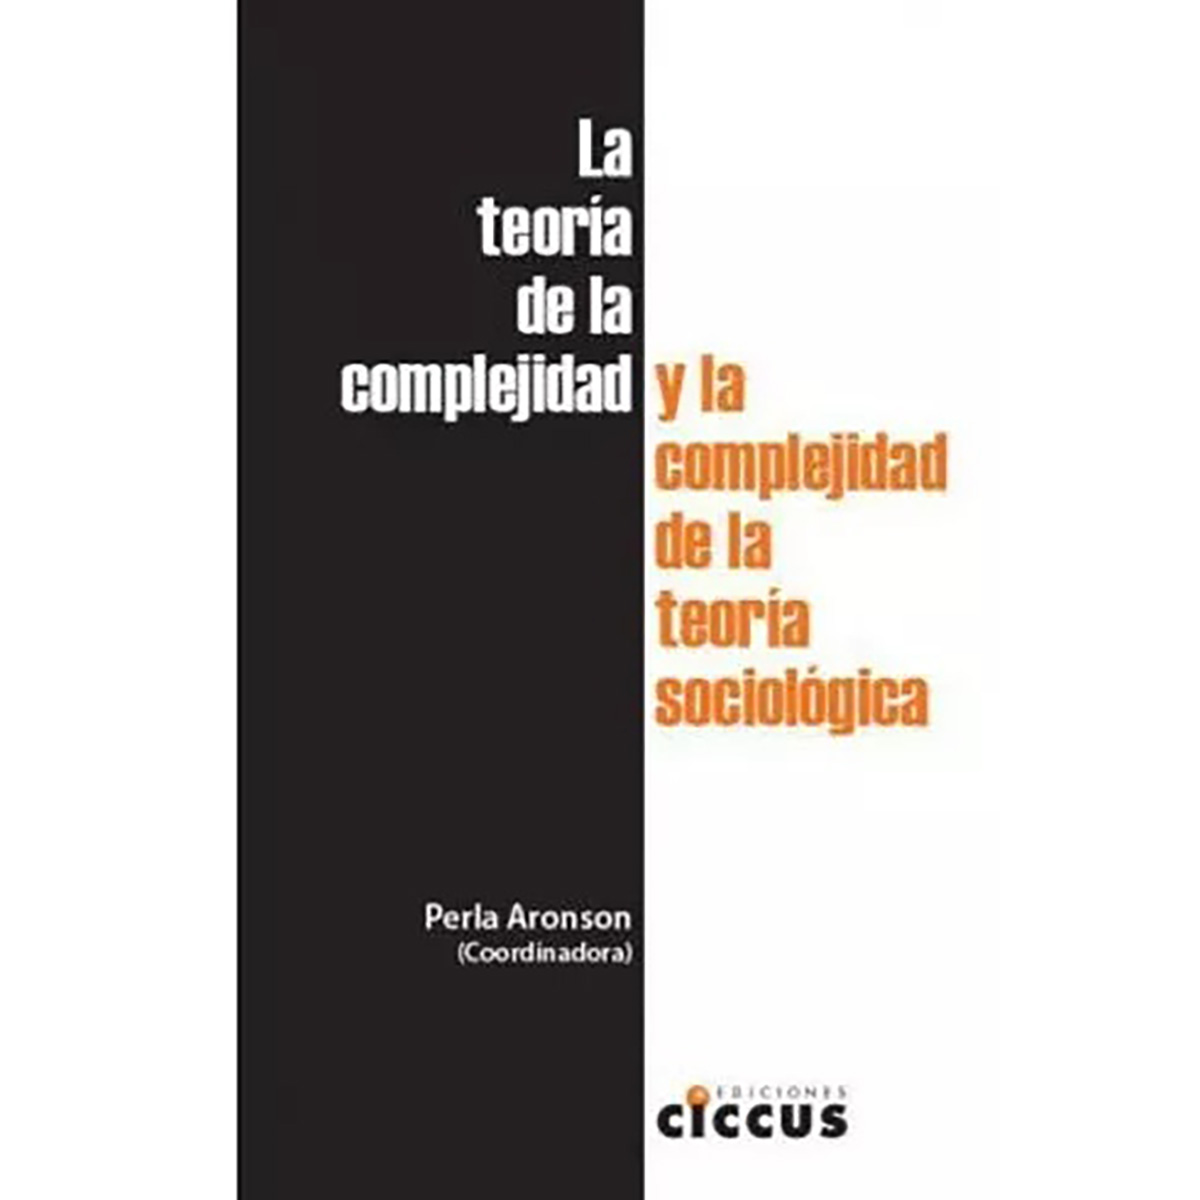 La
teoría
de la
complejidad
y la
complejidad
de la
teoría
sociológica
Perla Aronson
(Coordinadora)
EDICIONES
ciccus